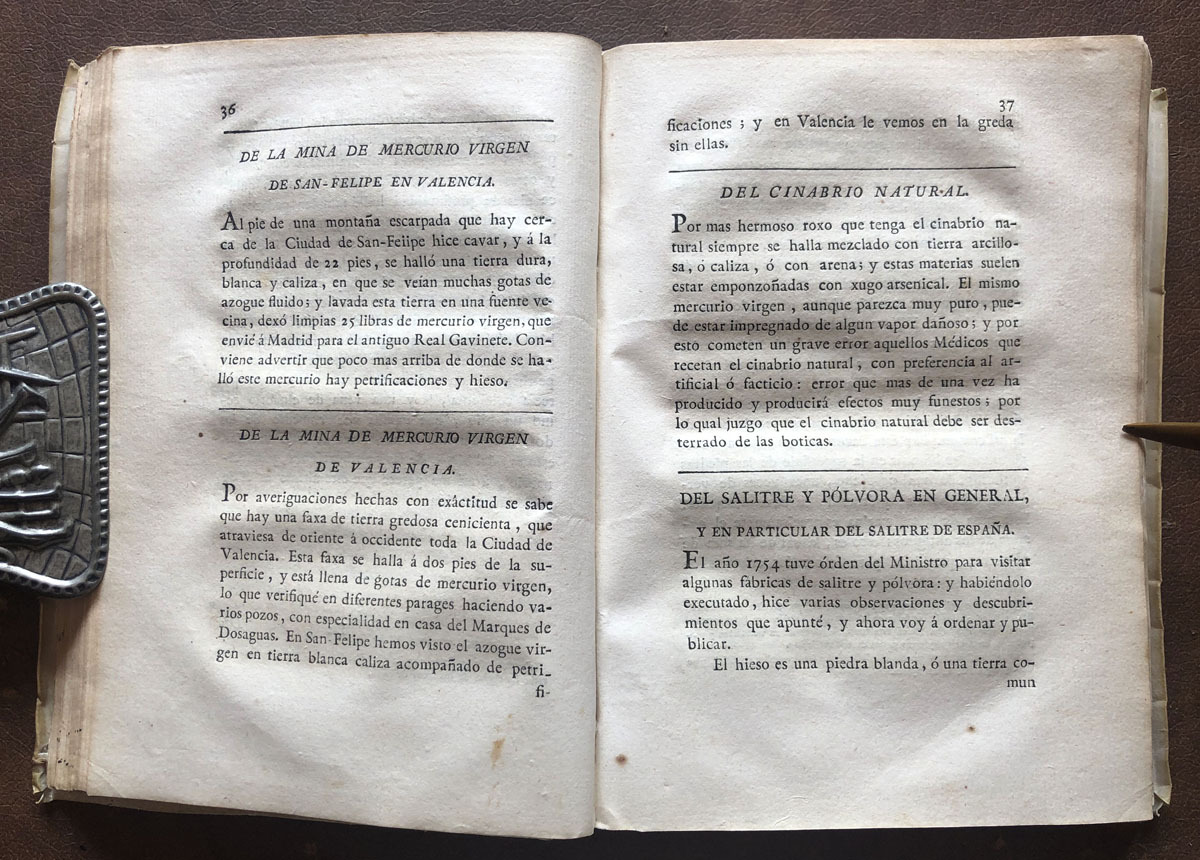 36
DE LA MINA DE MERCURIO VIRGEN
DE SAN-FELIPE EN VALENCIA.
Al pie de una montaña escarpada que hay cer-
ca de la Ciudad de San-Felipe hice cavar, y á la
profundidad de 22 pies, se halló una tierra dura,
blanca y caliza, en que se veían muchas gotas de
azogue fluido; y lavada esta tierra en una fuente ve-
cina, dexó limpias 25 libras de mercurio virgen, que
envié á Madrid para el antiguo Real Gavinete. Con-
viene advertir que poco mas arriba de donde se ha-
lló este mercurio hay petrificaciones y hieso.
DE LA MINA DE MERCURIO VIRGEN
DE VALENCIA.
Por averiguaciones hechas con exâctitud se sabe
que hay una faxa de tierra gredosa cenicienta, que
atraviesa de oriente á occidente toda la Ciudad de
Valencia. Esta faxa se halla á dos pies de la su-
perficie, y está llena de gotas de mercurio virgen,
lo que verifiqué en diferentes parages haciendo va-
rios pozos, con especialidad en casa del Marques de
Dosaguas. En San-Felipe hemos visto el azogue vir-
gen en tierra blanca caliza acompañado de petri-
fi-
37
ficaciones; y en Valencia le vemos en la greda
sin ellas.
DEL CINABRIO NATURAL.
Por mas hermoso roxo que tenga el cinabrio na-
tural siempre se halla mezclado con tierra arcillo-
sa, ó caliza, ó con arena; y estas materias suelen
estar emponzoñadas con xugo arsenical. El mismo
mercurio virgen, aunque parezca muy puro, pue-
de estar impregnado de algun vapor dañoso; y por
esto cometen un grave error aquellos Médicos que
recetan el cinabrio natural, con preferencia al ar-
tificial ó facticio: error que mas de una vez ha
producido y producirá efectos muy funestos; por
lo qual juzgo que el cinabrio natural debe ser des-
terrado de las boticas.
DEL SALITRE Y PÓLVORA EN GENERAL,
Y EN PARTICULAR DEL SALITRE DE ESPAÑA.
El año 1754 tuve órden del Ministro para visitar
algunas fábricas de salitre y pólvora: y habiéndolo
executado, hice varias observaciones y descubri-
mientos que apunté, y ahora voy á ordenar y pu-
blicar.
El hieso es una piedra blanda, ó una tierra co-
mun